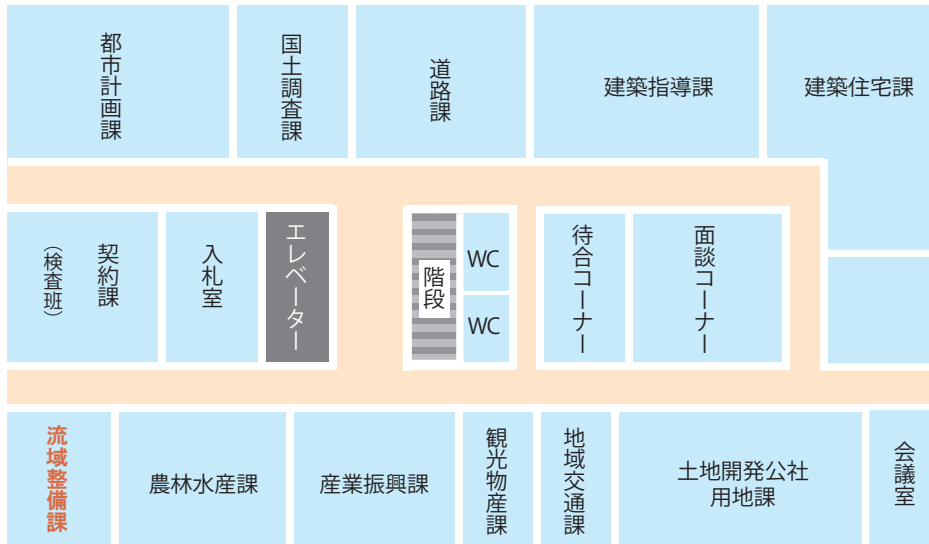 都市計画課
国土調査課
道路課
建築指導課
建築住宅課
契約課
(検査班)
入札室
エレベーター
階段
WC
WC
待合コーナー
面談コーナー
流域整備課
農林水産課
産業振興課
観光物産課
地域交通課
土地開発公社
用地課
会議室